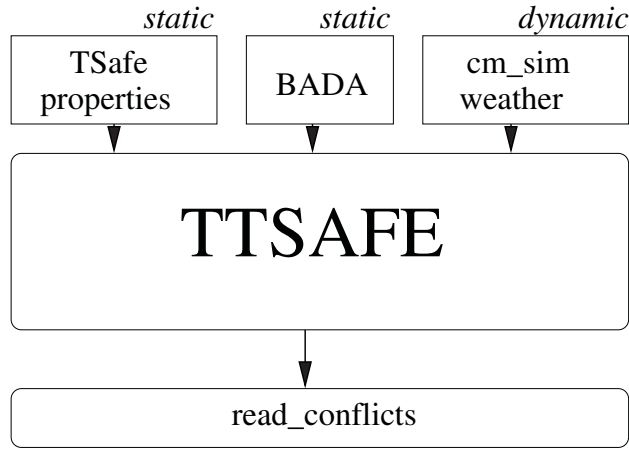 static
static
dynamic
TSafe
properties
BADA
cm_sim
weather
TTSAFE
read_conflicts